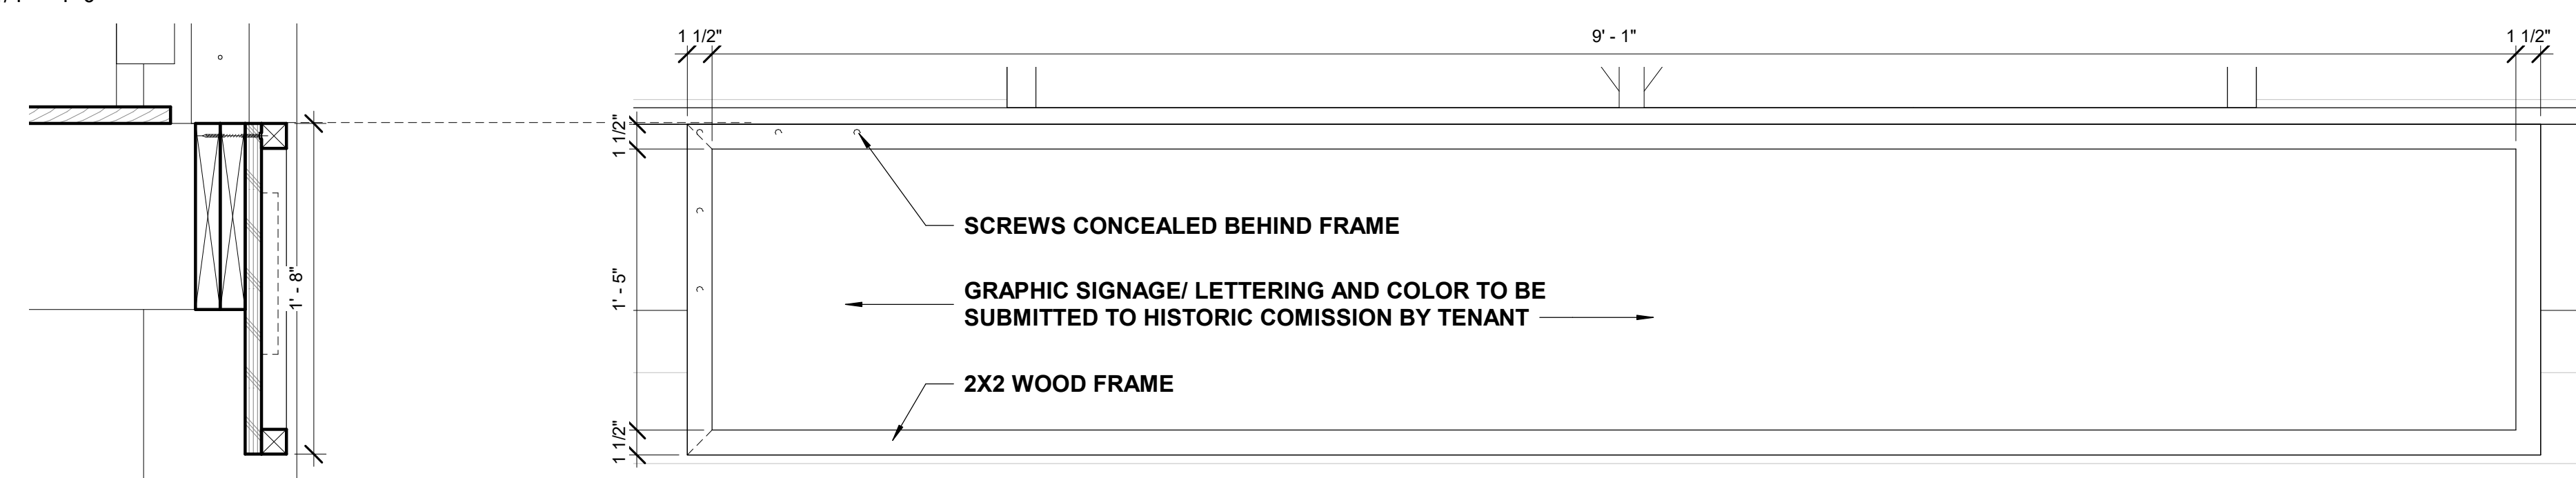 1 1/2" 9' - 1" 1 1/2"
1 1/2"
SCREWS CONCEALED BEHIND FRAME
1' - 8"
1' - 5"
GRAPHIC SIGNAGE/ LETTERING AND COLOR TO BE
SUBMITTED TO HISTORIC COMISSION BY TENANT
2X2 WOOD FRAME
1 1/2"